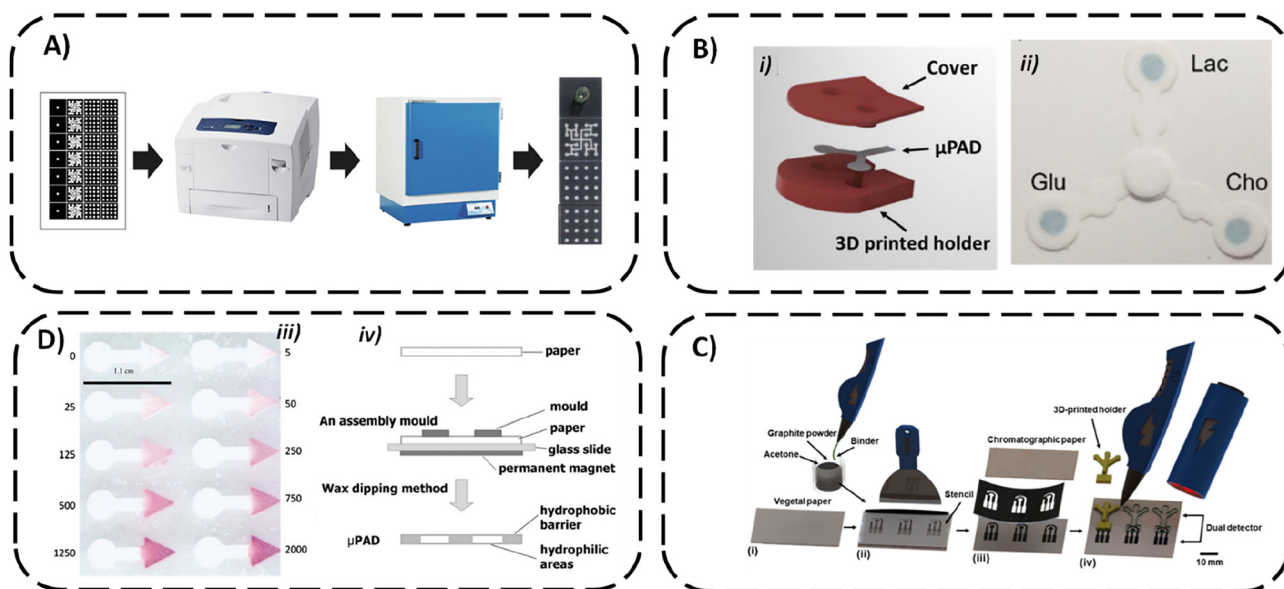 A)
B)
i)
Cover
μPAD
3D printed holder
ii)
Lac
Glu
Cho
D)
iii)
0
5
1.1 cm
25
50
125
250
500
750
1250
2000
iv)
paper
An assembly mould
mould
paper
glass slide
permanent magnet
Wax dipping method
hydrophobic
barrier
μPAD
hydrophilic
areas
C)
Graphite powder
Binder
Acetone
Vegetal paper
Stencil
Chromatographic paper
3D-printed holder
Dual detector
10 mm
(i)
(ii)
(iii)
(iv)